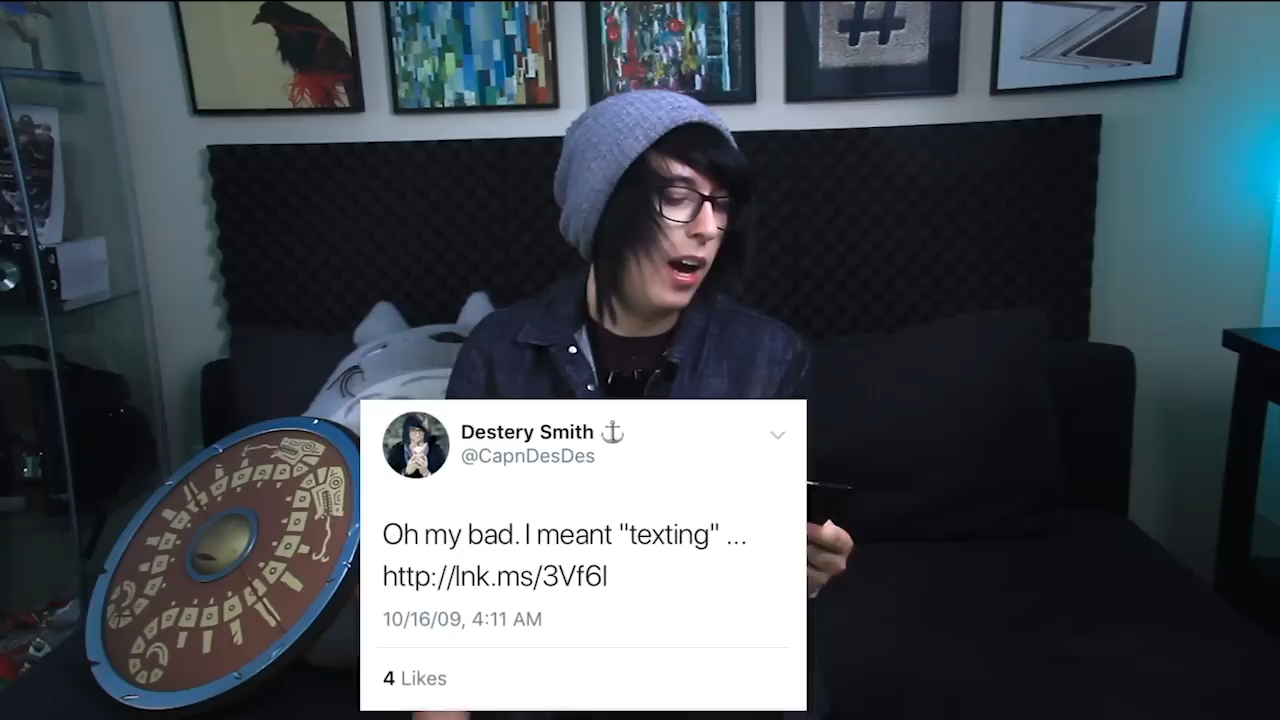 #
Destery Smith ⚓
@CapnDesDes
Oh my bad. I meant "texting" ...
http://lnk.ms/3Vf6l
10/16/09, 4:11 AM
4 Likes